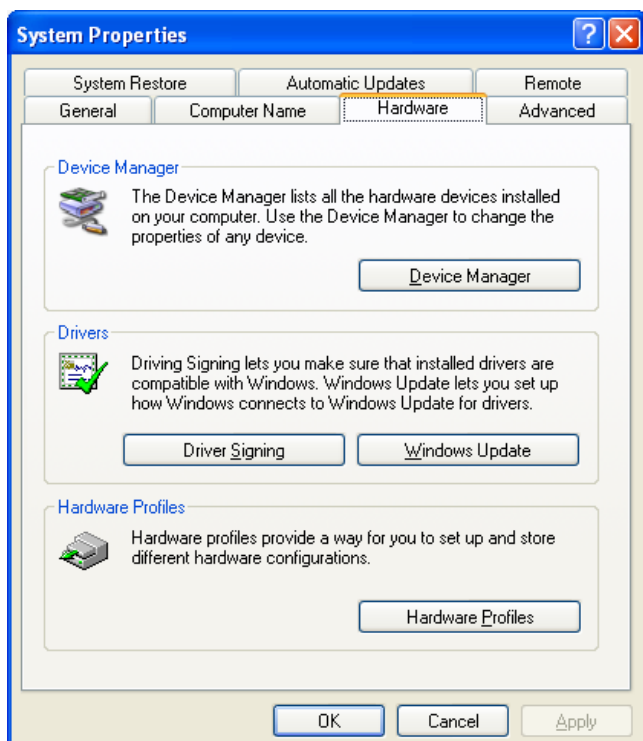 System Properties
System Restore
Automatic Updates
Remote
General
Computer Name
Hardware
Advanced
Device Manager
The Device Manager lists all the hardware devices installed
on your computer. Use the Device Manager to change the
properties of any device.
Device Manager
Drivers
Driving Signing lets you make sure that installed drivers are
compatible with Windows. Windows Update lets you set up
how Windows connects to Windows Update for drivers.
Driver Signing
Windows Update
Hardware Profiles
Hardware profiles provide a way for you to set up and store
different hardware configurations.
Hardware Profiles
OK
Cancel
Apply